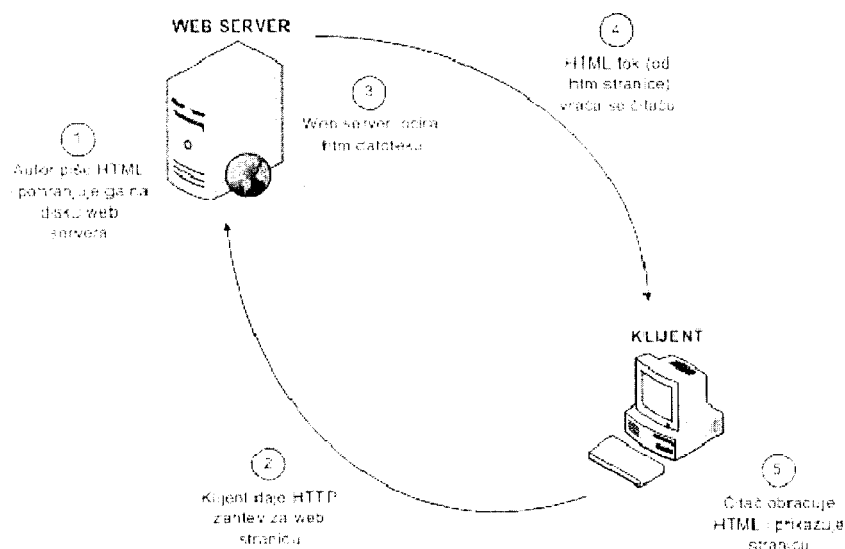 WEB SERVER
1
Autor piše HTML
i pohranjuje ga na
disku web
servera
3
Web server locira
htm datoteku
4
HTML tok (od
htm stranice)
vraća se čitaču
KLIJENT
2
Klijent daje HTTP
zahtev za web
stranicu
5
Čitač obrađuje
HTML i prikazuje
stranicu